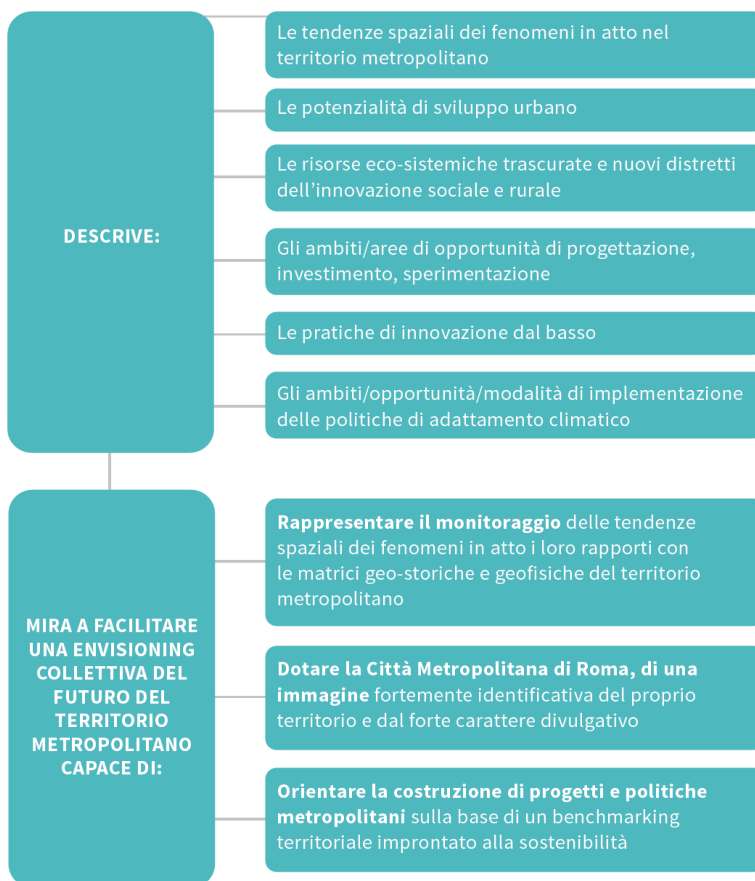 DESCRIVE:
Le tendenze spaziali dei fenomeni in atto nel
territorio metropolitano
Le potenzialità di sviluppo urbano
Le risorse eco-sistemiche trascurate e nuovi distretti
dell’innovazione sociale e rurale
Gli ambiti/aree di opportunità di progettazione,
investimento, sperimentazione
Le pratiche di innovazione dal basso
Gli ambiti/opportunità/modalità di implementazione
delle politiche di adattamento climatico
MIRA A FACILITARE
UNA ENVISIONING
COLLETTIVA DEL
FUTURO DEL
TERRITORIO
METROPOLITANO
CAPACE DI:
Rappresentare il monitoraggio delle tendenze
spaziali dei fenomeni in atto i loro rapporti con
le matrici geo-storiche e geofisiche del territorio
metropolitano
Dotare la Città Metropolitana di Roma, di una
immagine fortemente identificativa del proprio
territorio e dal forte carattere divulgativo
Orientare la costruzione di progetti e politiche
metropolitani sulla base di un benchmarking
territoriale improntato alla sostenibilità